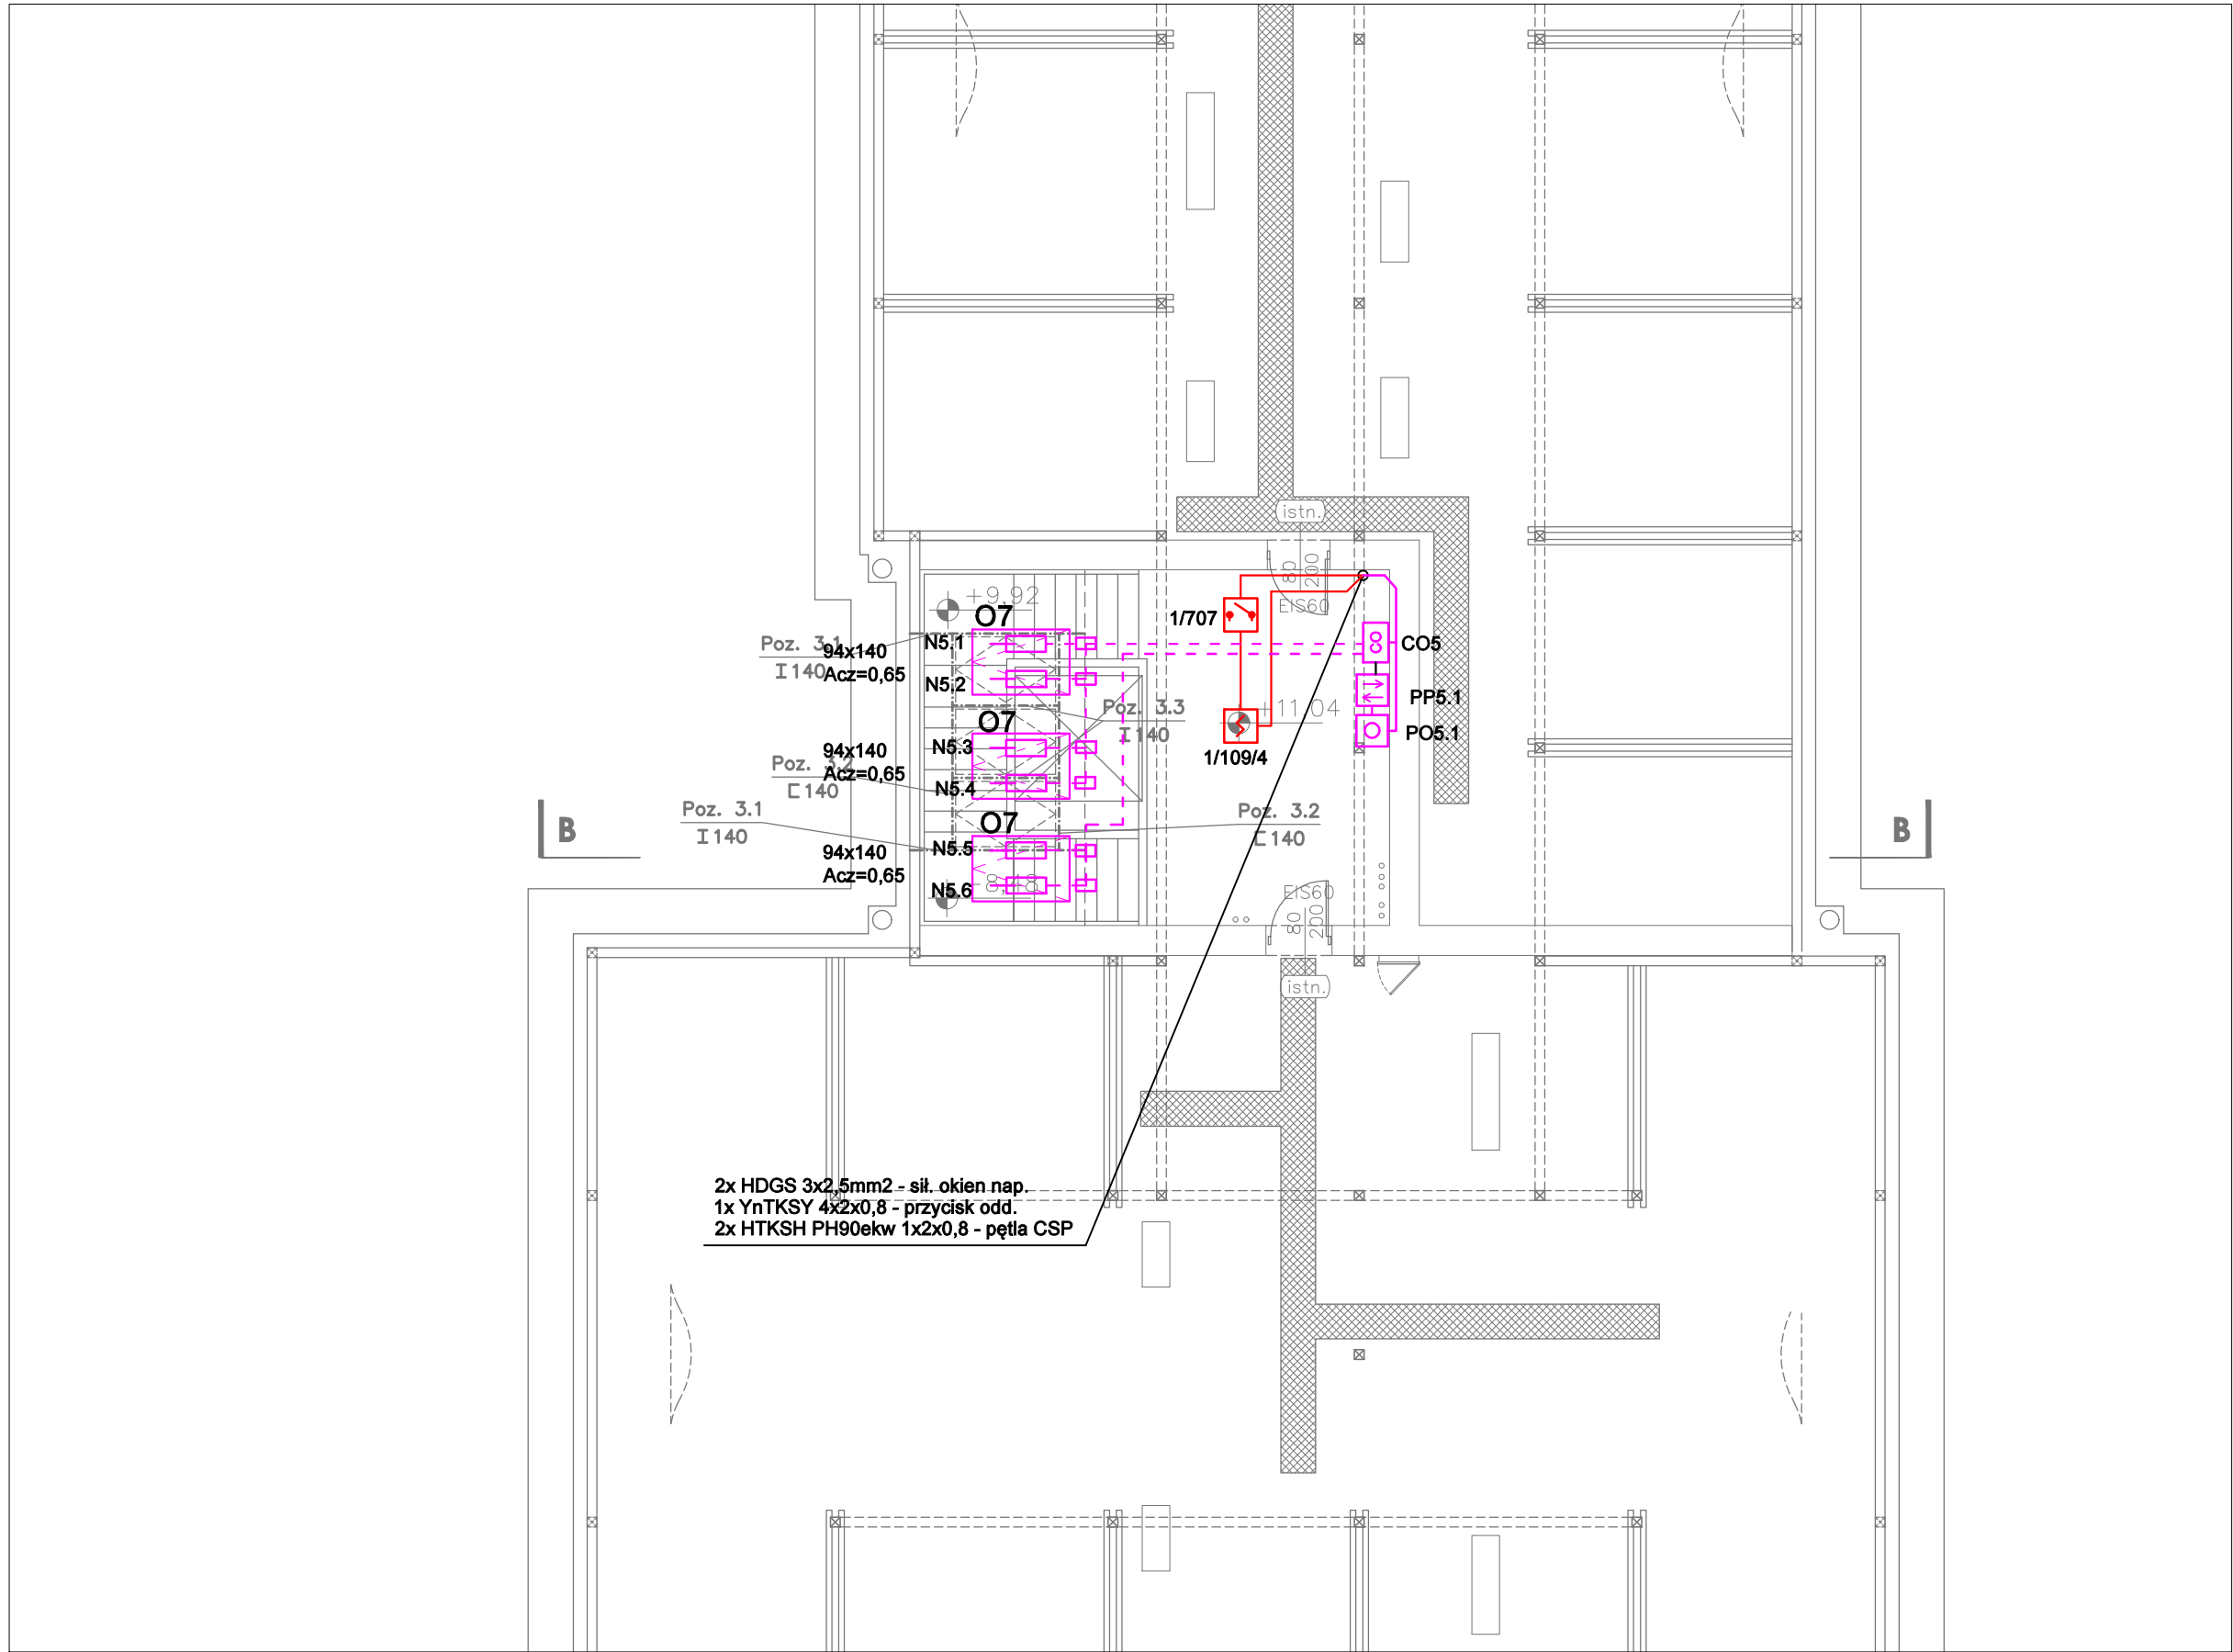 istn.
80
200
EIS60
+9,92
O7
1/707
N5.1
Poz. 3.1
94x140
I 140
Acz=0,65
CO5
N5.2
PP5.1
Poz. 3.3
+11,04
O7
I 140
PO5.1
N5.3
94x140
1/109/4
Poz. 3.2
Acz=0,65
N5.4
C 140
Poz. 3.1
Poz. 3.2
O7
B
B
I 140
C 140
N5.5
94x140
Acz=0,65
N5.6
EIS60
80
200
istn.
2x HDGS 3x2,5mm2 - sił. okien nap.
1x YnTKSY 4x2x0,8 - przycisk odd.
2x HTKSH PH90ekw 1x2x0,8 - pętla CSP